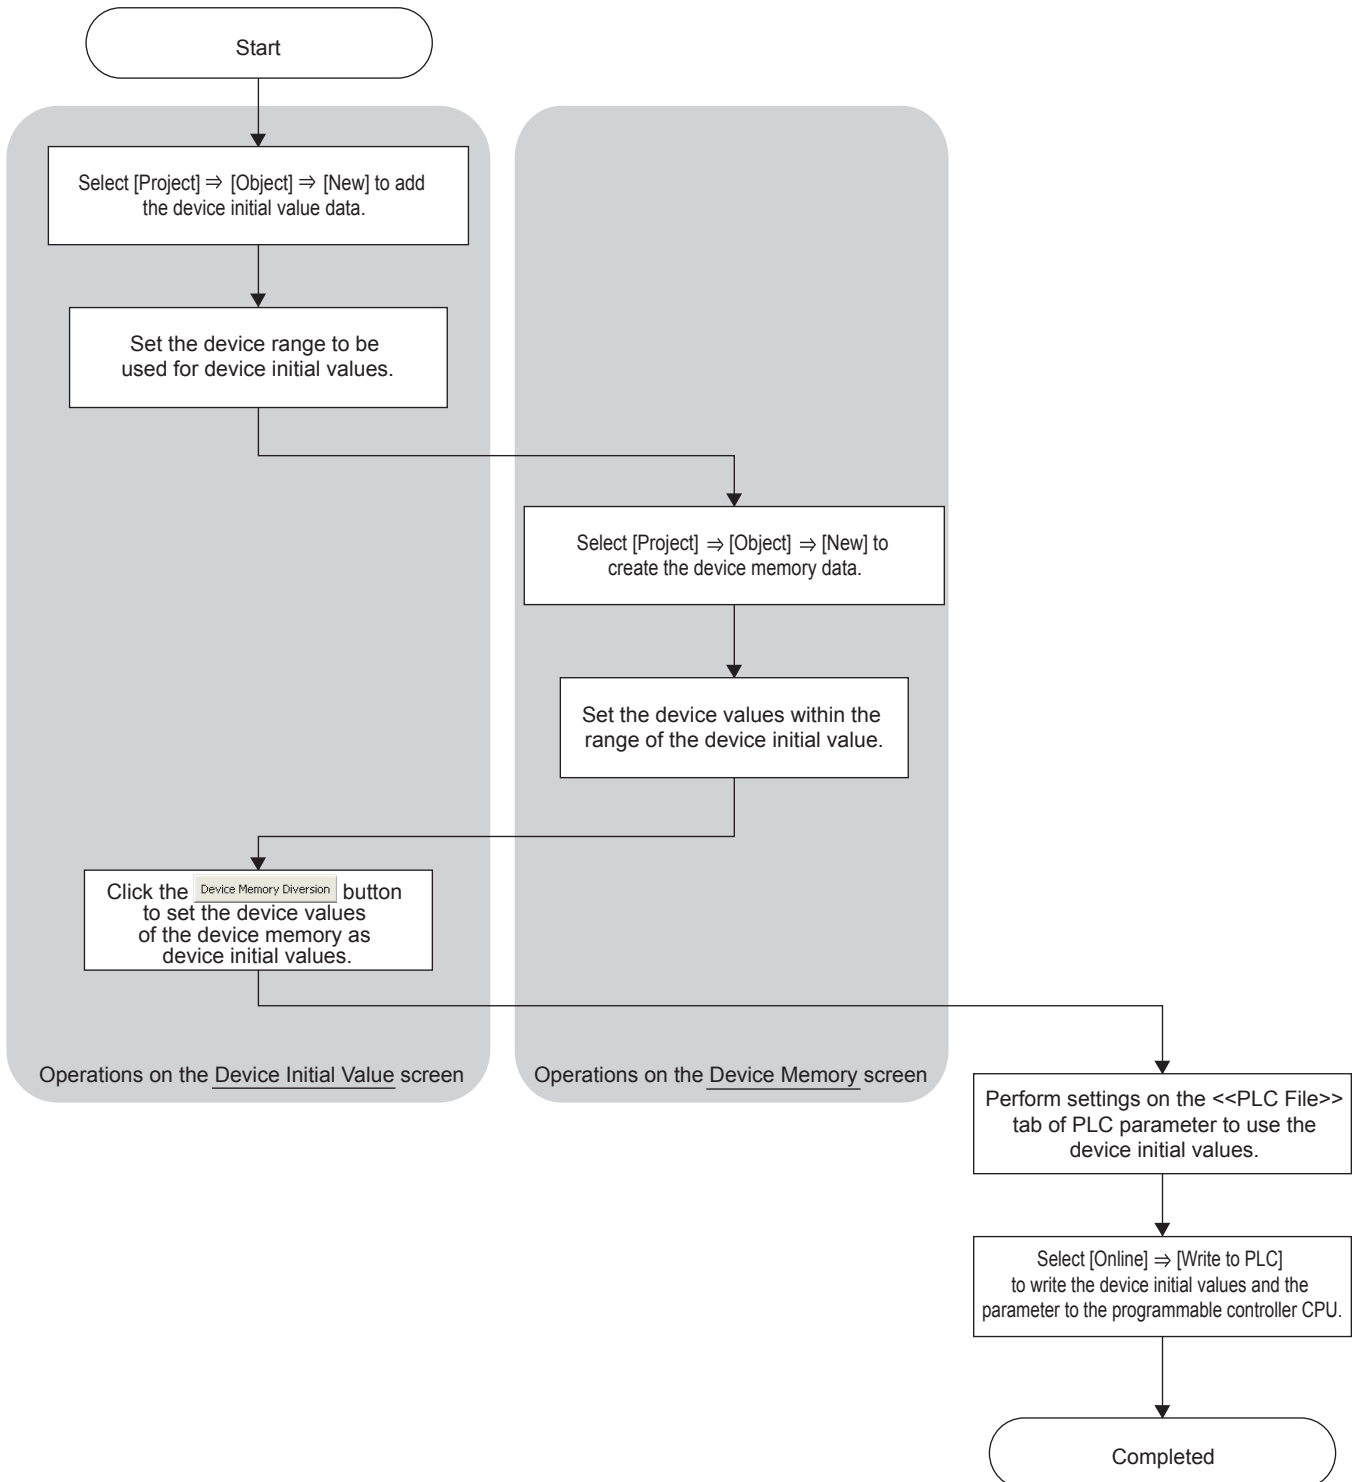 Start
Select [Project] ⇒ [Object] ⇒ [New] to add
the device initial value data.
Set the device range to be
used for device initial values.
Select [Project] ⇒ [Object] ⇒ [New] to
create the device memory data.
Set the device values within the
range of the device initial value.
Click the Device Memory Diversion button
to set the device values
of the device memory as
device initial values.
Operations on the Device Initial Value screen
Operations on the Device Memory screen
Perform settings on the <<PLC File>>
tab of PLC parameter to use the
device initial values.
Select [Online] ⇒ [Write to PLC]
to write the device initial values and the
parameter to the programmable controller CPU.
Completed